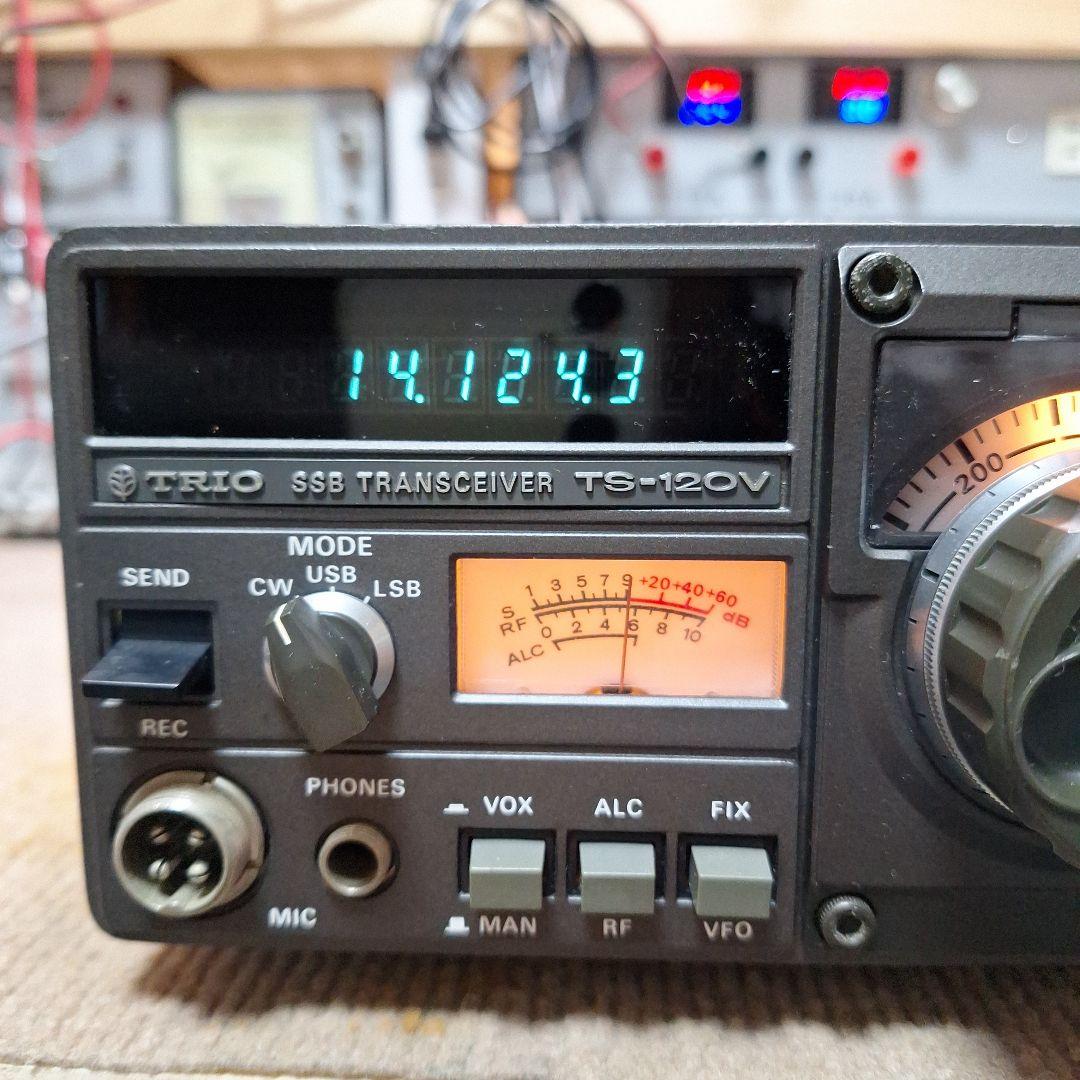 14.124.3
TRIO SSB TRANSCEIVER TS-120V
200
MODE
SEND
CW USB LSB
REC
S 1 3 5 7 9 +20 +40 +60 dB
RF 0 2 4 6 8 10
ALC
PHONES
MIC
VOX ALC FIX
MAN RF VFO